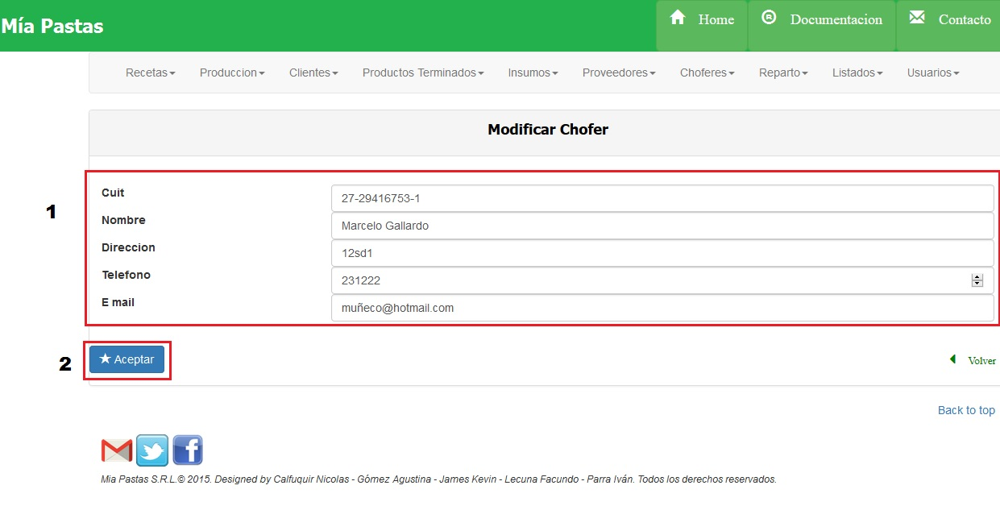 Mía Pastas
Home
Documentacion
Contacto
Recetas Produccion Clientes Productos Terminados Insumos Proveedores Choferes Reparto Listados Usuarios
Modificar Chofer
1
Cuit 27-29416753-1
Nombre Marcelo Gallardo
Direccion 12sd1
Telefono 231222
E mail muñeco@hotmail.com
2
Aceptar
Volver
Back to top
Mia Pastas S.R.L.© 2015. Designed by Calfuquir Nicolas - Gómez Agustina - James Kevin - Lecuna Facundo - Parra Iván. Todos los derechos reservados.